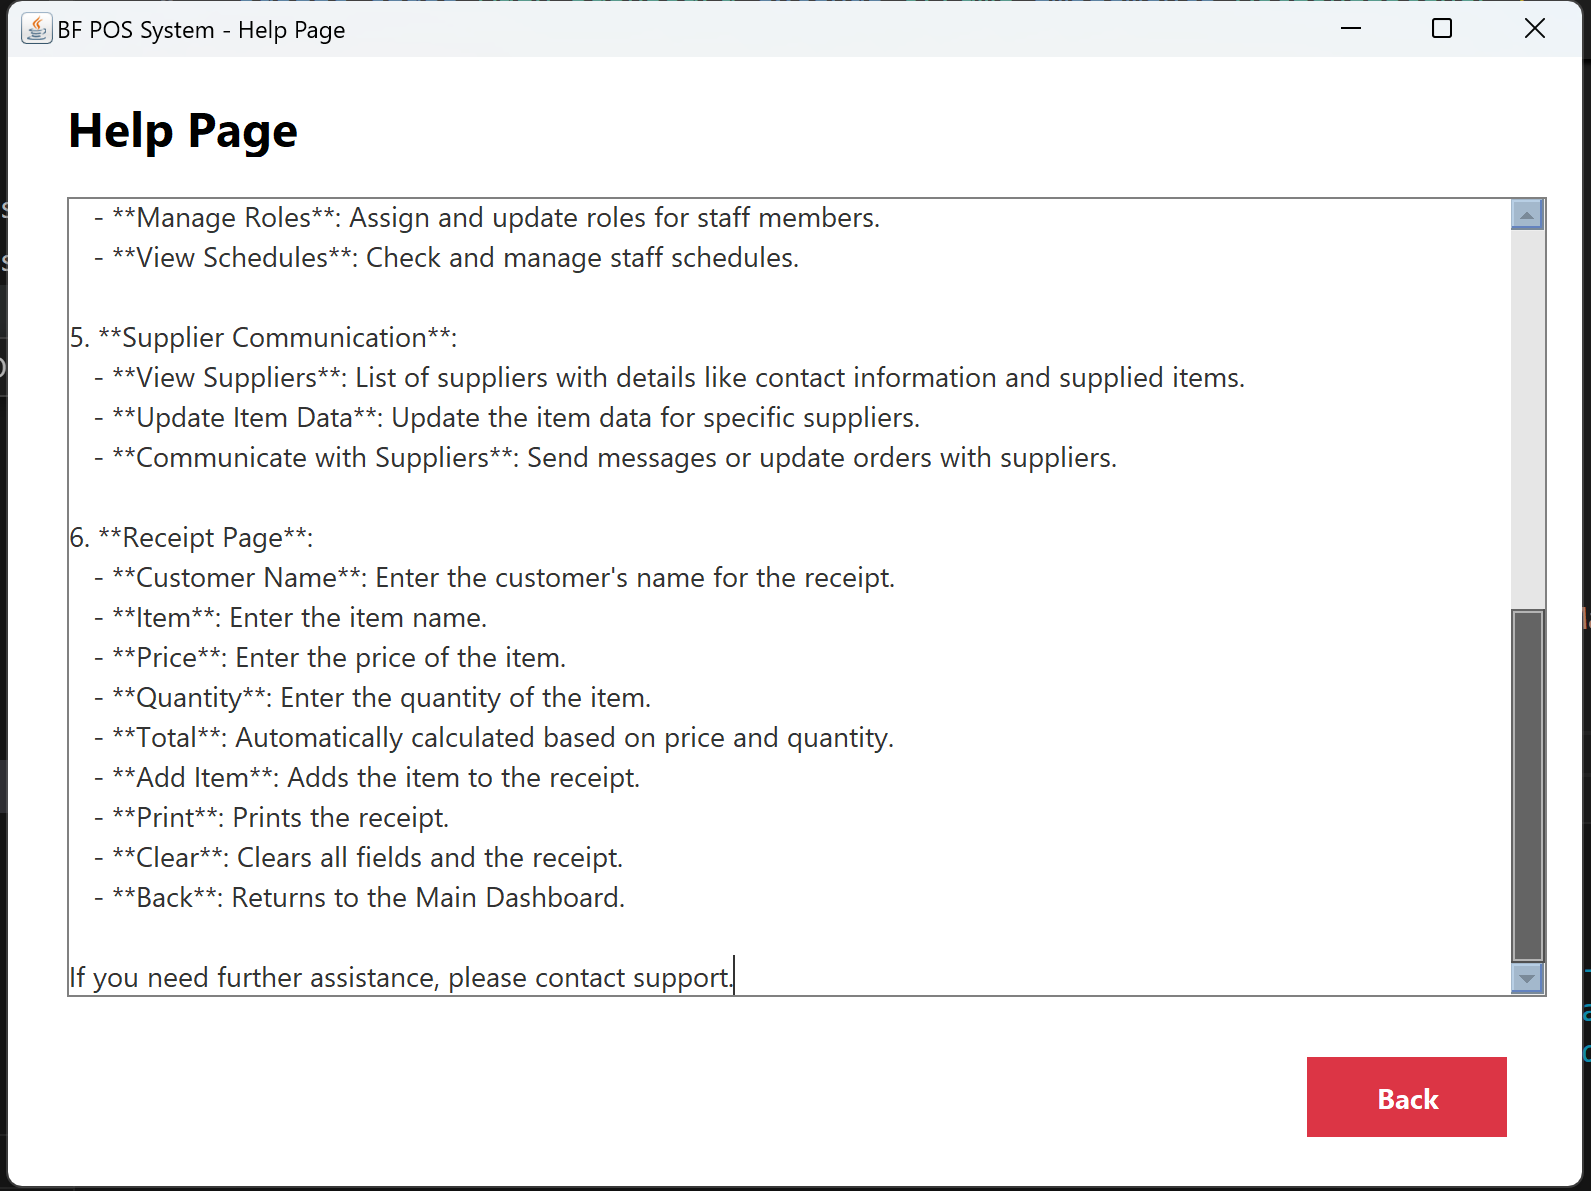 BF POS System - Help Page
Help Page
- **Manage Roles**: Assign and update roles for staff members.
- **View Schedules**: Check and manage staff schedules.
5. **Supplier Communication**:
- **View Suppliers**: List of suppliers with details like contact information and supplied items.
- **Update Item Data**: Update the item data for specific suppliers.
- **Communicate with Suppliers**: Send messages or update orders with suppliers.
6. **Receipt Page**:
- **Customer Name**: Enter the customer's name for the receipt.
- **Item**: Enter the item name.
- **Price**: Enter the price of the item.
- **Quantity**: Enter the quantity of the item.
- **Total**: Automatically calculated based on price and quantity.
- **Add Item**: Adds the item to the receipt.
- **Print**: Prints the receipt.
- **Clear**: Clears all fields and the receipt.
- **Back**: Returns to the Main Dashboard.
If you need further assistance, please contact support.
Back